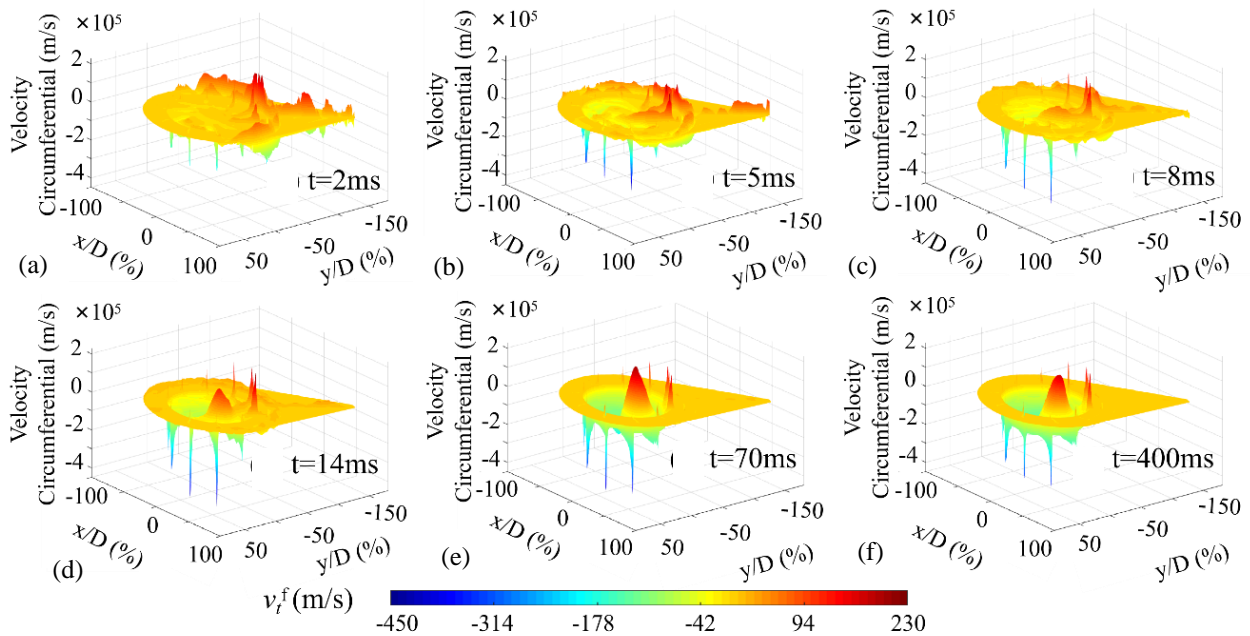 ×10⁵
Velocity
Circumferential (m/s)
2
0
-2
-4
-100
0
100
x/D (%)
50
-50
-150
y/D (%)
t=2ms
(a)
×10⁵
Velocity
Circumferential (m/s)
2
0
-2
-4
-100
0
100
x/D (%)
50
-50
-150
y/D (%)
t=5ms
(b)
×10⁵
Velocity
Circumferential (m/s)
2
0
-2
-4
-100
0
100
x/D (%)
50
-50
-150
y/D (%)
t=8ms
(c)
×10⁵
Velocity
Circumferential (m/s)
2
0
-2
-4
-100
0
100
x/D (%)
50
-50
-150
y/D (%)
t=14ms
(d)
×10⁵
Velocity
Circumferential (m/s)
2
0
-2
-4
-100
0
100
x/D (%)
50
-50
-150
y/D (%)
t=70ms
(e)
×10⁵
Velocity
Circumferential (m/s)
2
0
-2
-4
-100
0
100
x/D (%)
50
-50
-150
y/D (%)
t=400ms
(f)
vₜᶠ (m/s)
-450 -314 -178 -42 94 230